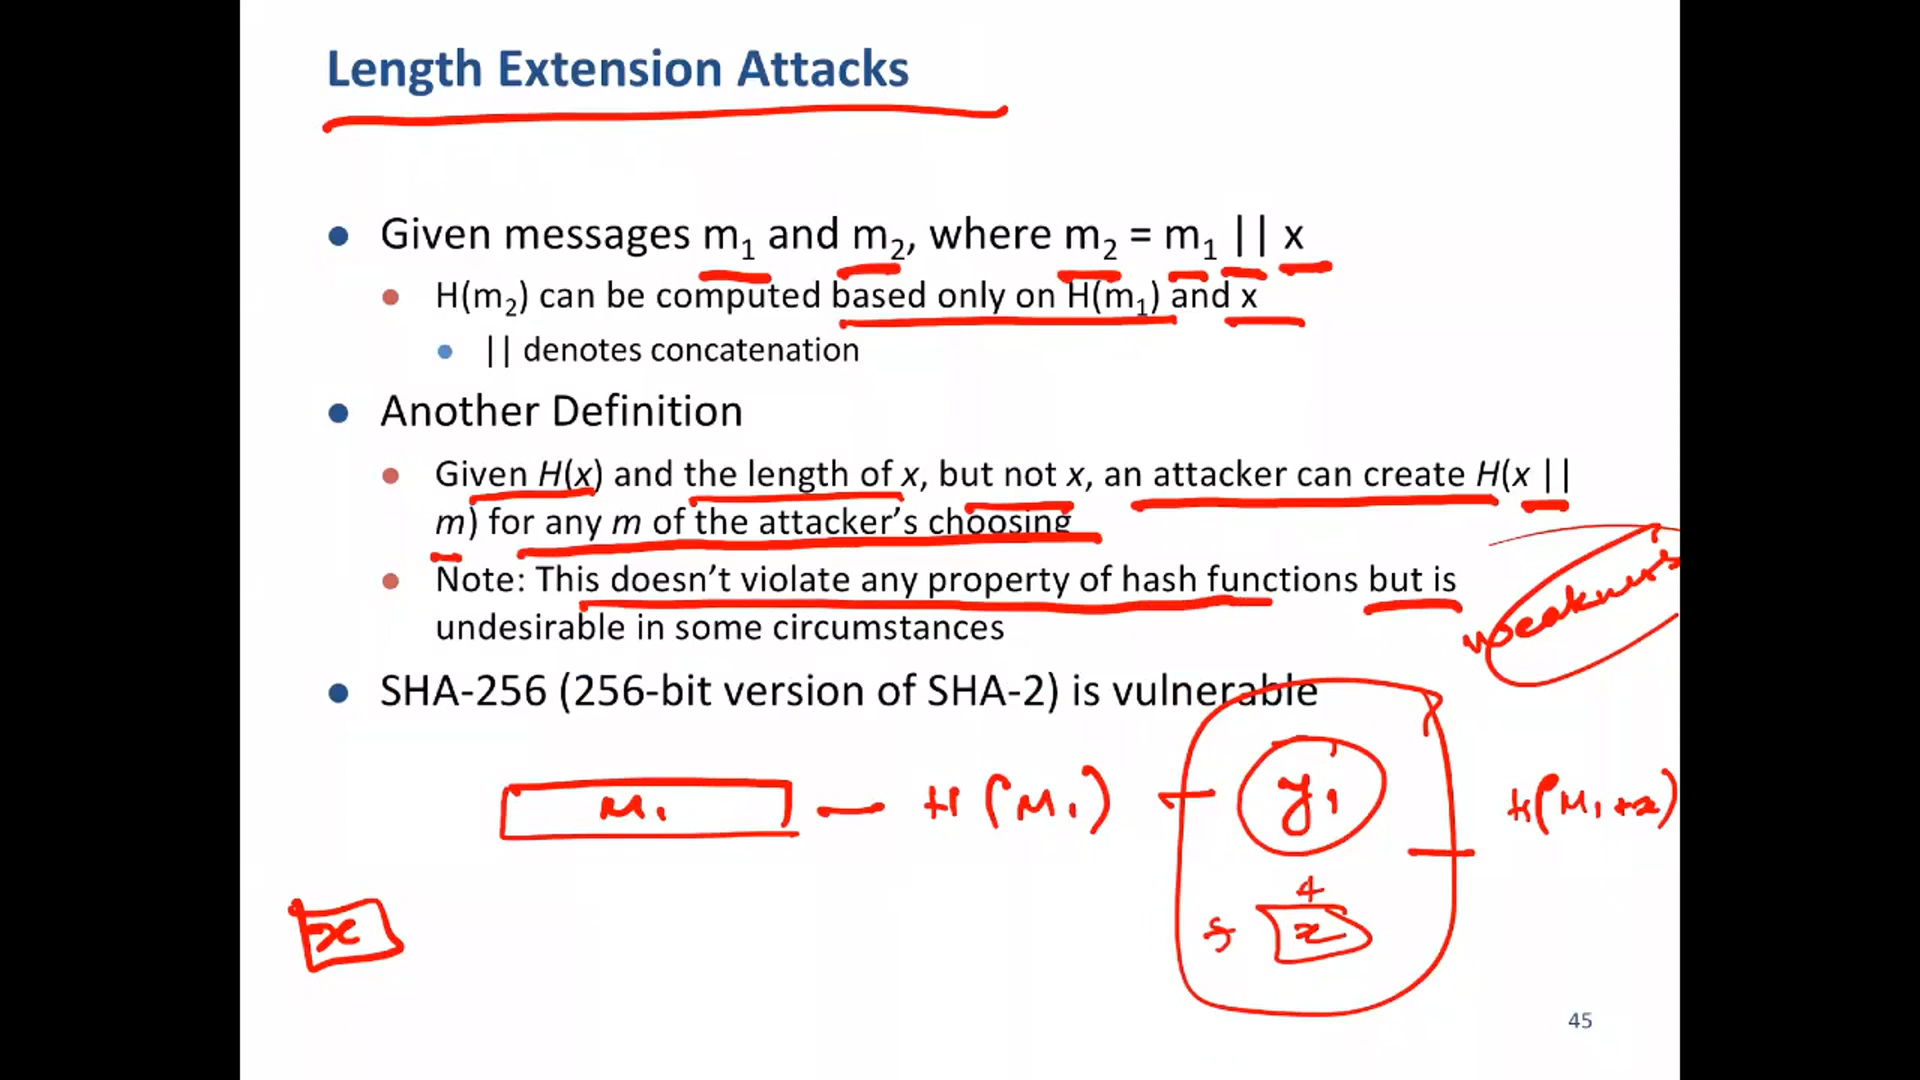 Length Extension Attacks
Given messages m₁ and m₂, where m₂ = m₁ || x
H(m₂) can be computed based only on H(m₁) and x
|| denotes concatenation
Another Definition
Given H(x) and the length of x, but not x, an attacker can create H(x ||
m) for any m of the attacker's choosing
Note: This doesn't violate any property of hash functions but is
undesirable in some circumstances
weakness
SHA-256 (256-bit version of SHA-2) is vulnerable
M₁ — H(M₁) y₁ H(M₁+x)
x x
45